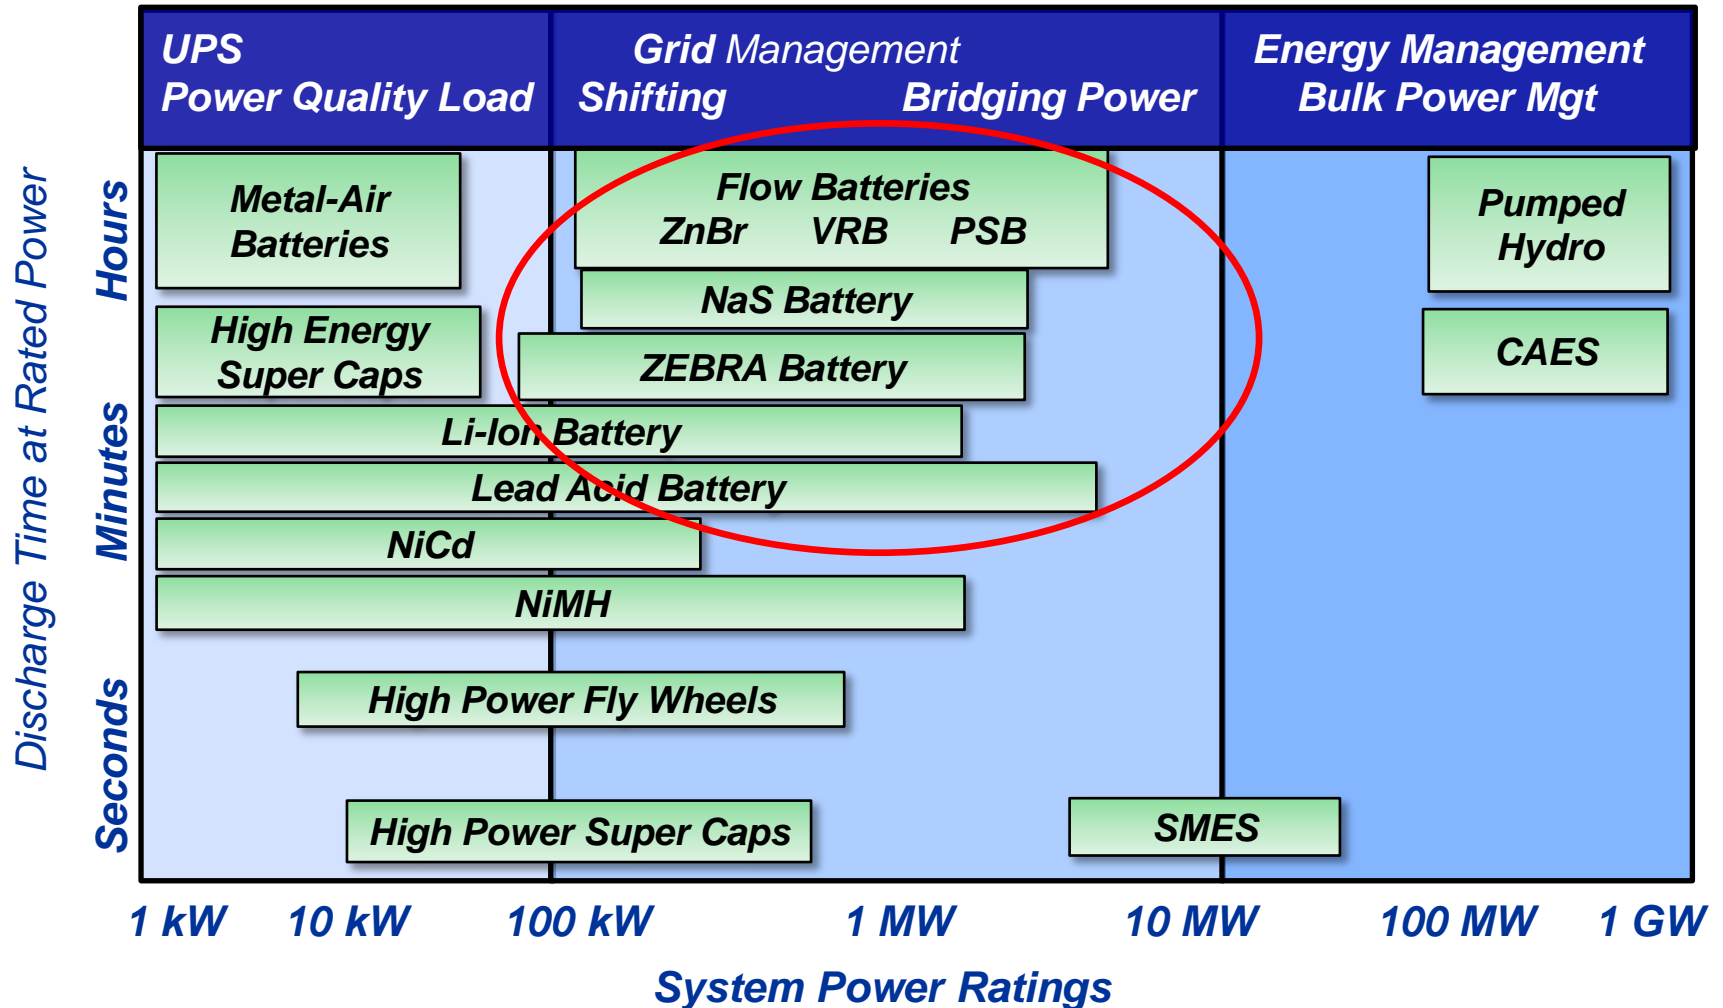 UPS
Power Quality Load
Grid Management
Shifting Bridging Power
Energy Management
Bulk Power Mgt
Discharge Time at Rated Power
Hours
Minutes
Seconds
Metal-Air
Batteries
Flow Batteries
ZnBr VRB PSB
Pumped
Hydro
NaS Battery
High Energy
Super Caps
ZEBRA Battery
CAES
Li-Ion Battery
Lead Acid Battery
NiCd
NiMH
High Power Fly Wheels
High Power Super Caps
SMES
1 kW 10 kW 100 kW 1 MW 10 MW 100 MW 1 GW
System Power Ratings